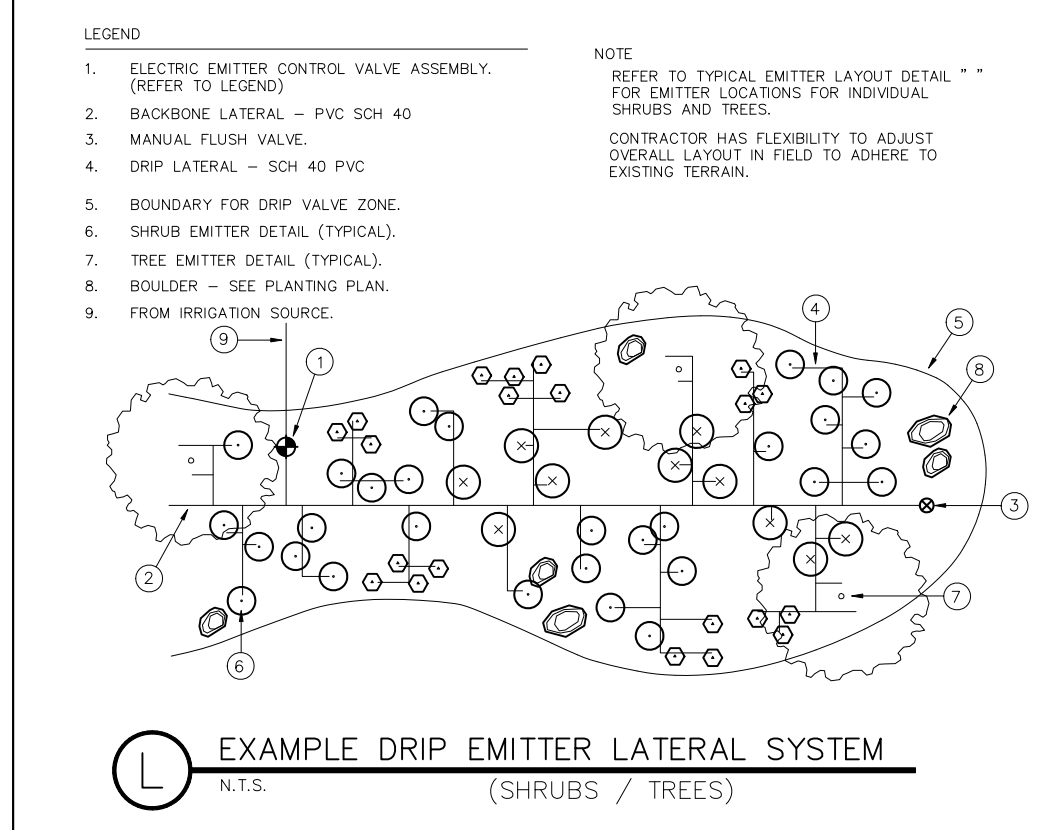 LEGEND
1. ELECTRIC EMITTER CONTROL VALVE ASSEMBLY.
(REFER TO LEGEND)
2. BACKBONE LATERAL – PVC SCH 40
3. MANUAL FLUSH VALVE.
4. DRIP LATERAL – SCH 40 PVC
5. BOUNDARY FOR DRIP VALVE ZONE.
6. SHRUB EMITTER DETAIL (TYPICAL).
7. TREE EMITTER DETAIL (TYPICAL).
8. BOULDER – SEE PLANTING PLAN.
9. FROM IRRIGATION SOURCE.
NOTE
REFER TO TYPICAL EMITTER LAYOUT DETAIL " "
FOR EMITTER LOCATIONS FOR INDIVIDUAL
SHRUBS AND TREES.
CONTRACTOR HAS FLEXIBILITY TO ADJUST
OVERALL LAYOUT IN FIELD TO ADHERE TO
EXISTING TERRAIN.
9
1
4
5
8
3
2
7
6
L
EXAMPLE DRIP EMITTER LATERAL SYSTEM
N.T.S.
(SHRUBS / TREES)